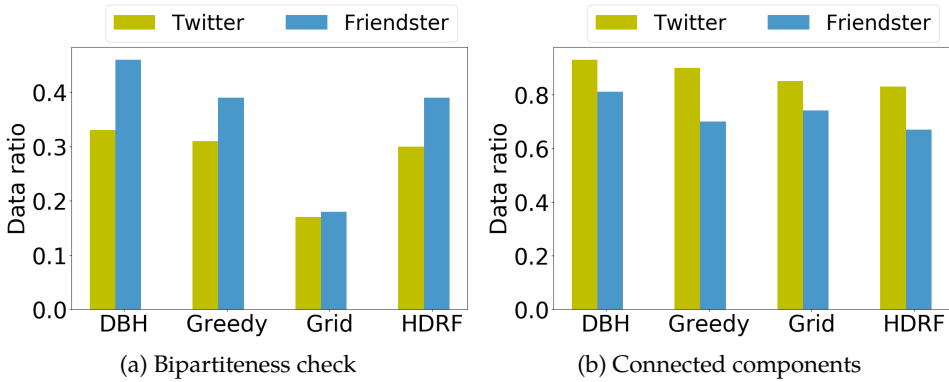 Twitter Friendster
Data ratio
0.4
0.3
0.2
0.1
0.0
DBH Greedy Grid HDRF
(a) Bipartiteness check
Twitter Friendster
Data ratio
0.8
0.6
0.4
0.2
0.0
DBH Greedy Grid HDRF
(b) Connected components